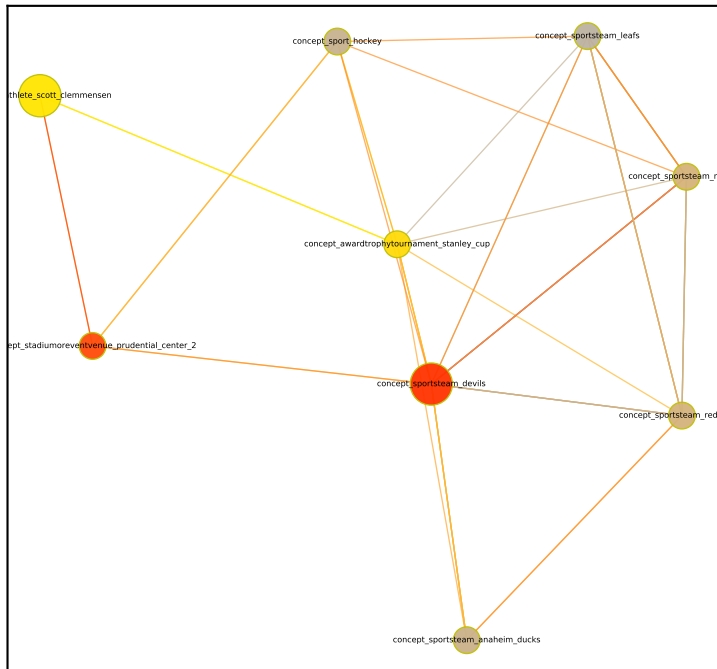 concept_sportsteam_leafs
concept_sport_hockey
thlete_scott_clemmensen
concept_sportsteam_r
concept_awardtrophytournament_stanley_cup
ept_stadiumoreventvenue_prudential_center_2
concept_sportsteam_devils
concept_sportsteam_red
concept_sportsteam_anaheim_ducks